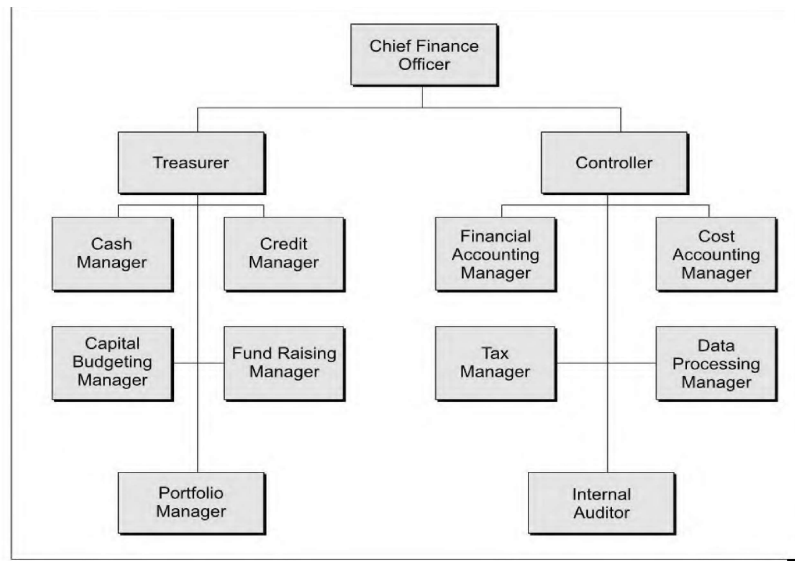 Chief Finance
Officer
Treasurer
Controller
Cash
Manager
Credit
Manager
Financial
Accounting
Manager
Cost
Accounting
Manager
Capital
Budgeting
Manager
Fund Raising
Manager
Tax
Manager
Data
Processing
Manager
Portfolio
Manager
Internal
Auditor